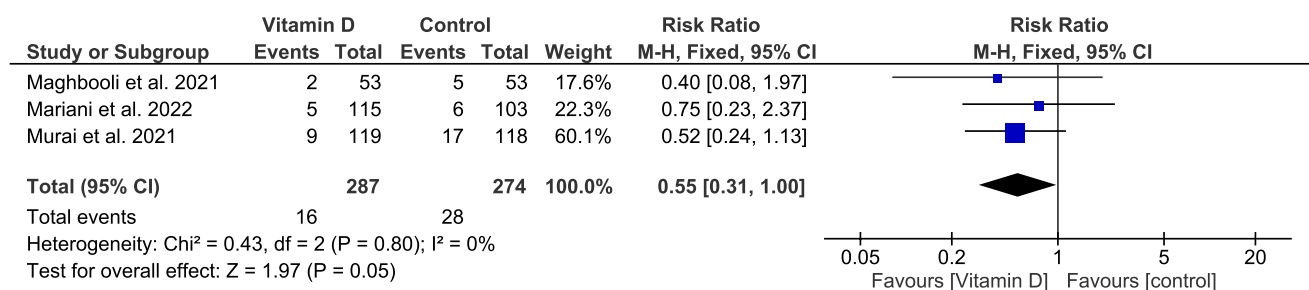 Vitamin D Control Risk Ratio Risk Ratio
Study or Subgroup Events Total Events Total Weight M-H, Fixed, 95% CI M-H, Fixed, 95% CI
Maghbooli et al. 2021 2 53 5 53 17.6% 0.40 [0.08, 1.97]
Mariani et al. 2022 5 115 6 103 22.3% 0.75 [0.23, 2.37]
Murai et al. 2021 9 119 17 118 60.1% 0.52 [0.24, 1.13]
Total (95% CI) 287 274 100.0% 0.55 [0.31, 1.00]
Total events 16 28
Heterogeneity: Chi² = 0.43, df = 2 (P = 0.80); I² = 0%
Test for overall effect: Z = 1.97 (P = 0.05)
0.05 0.2 1 5 20
Favours [Vitamin D] Favours [control]